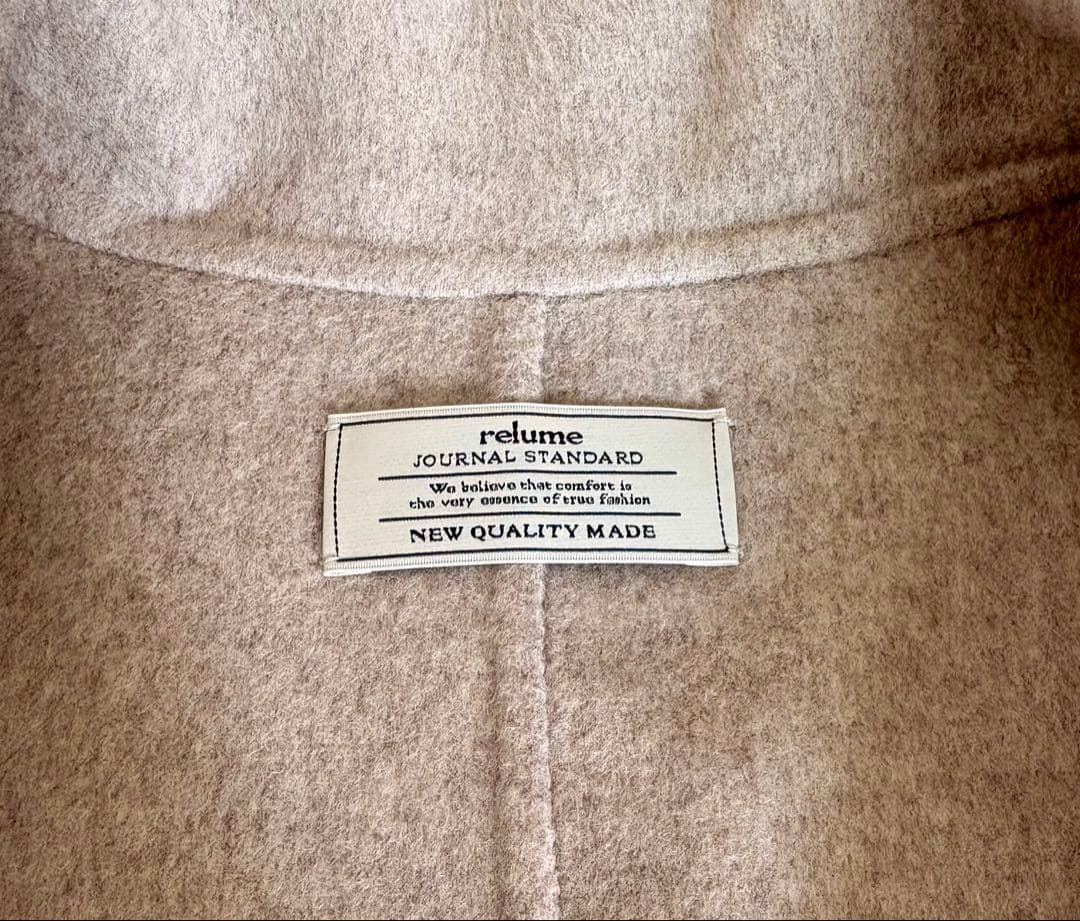 relume
JOURNAL STANDARD
We believe that comfort is
the very essence of true fashion
NEW QUALITY MADE